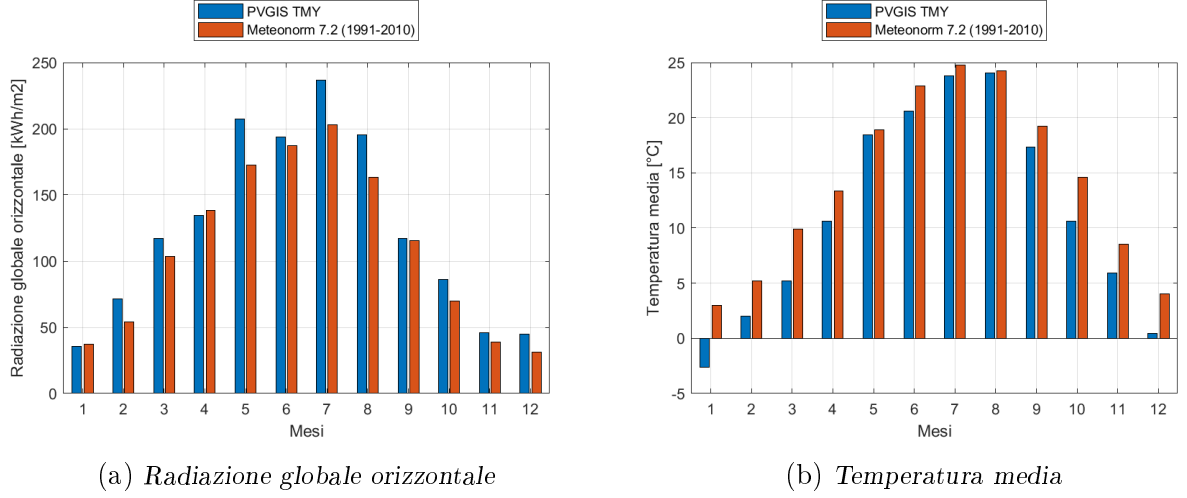 PVGIS TMY
Meteonorm 7.2 (1991-2010)
Radiazione globale orizzontale [kWh/m2]
250
200
150
100
50
0
1 2 3 4 5 6 7 8 9 10 11 12
Mesi
(a) Radiazione globale orizzontale
PVGIS TMY
Meteonorm 7.2 (1991-2010)
Temperatura media [°C]
25
20
15
10
5
0
-5
1 2 3 4 5 6 7 8 9 10 11 12
Mesi
(b) Temperatura media